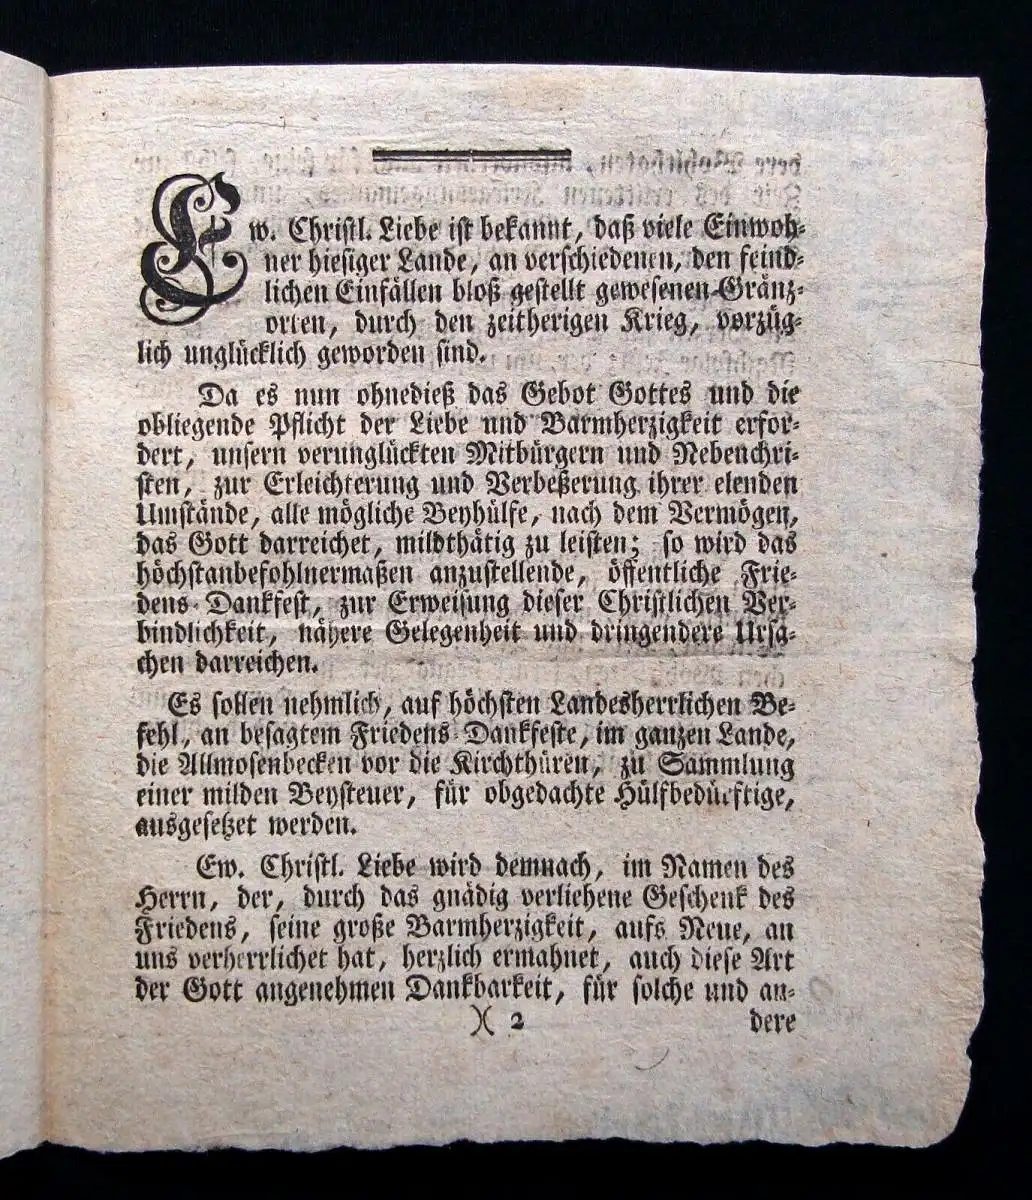 Ew. Christl. Liebe ist bekannt, daß viele Einwoh-
ner hiesiger Lande, an verschiedenen, den feind-
lichen Einfällen bloß gestellt gewesenen Gränz-
orten, durch den zeitherigen Krieg, vorzüg-
lich unglücklich geworden sind.
Da es nun ohnedieß das Gebot Gottes und die
obliegende Pflicht der Liebe und Barmherzigkeit erfor-
dert, unsern verunglückten Mitbürgern und Nebenchri-
sten, zur Erleichterung und Verbeßerung ihrer elenden
Umstände, alle mögliche Beyhülfe, nach dem Vermögen,
das Gott darreichet, mildthätig zu leisten; so wird das
höchstanbefohlnermaßen anzustellende, öffentliche Frie-
dens-Dankfest, zur Erweisung dieser Christlichen Ver-
bindlichkeit, nähere Gelegenheit und dringendere Ursa-
chen darreichen.
Es sollen nehmlich, auf höchsten Landesherrlichen Be-
fehl, an besagtem Friedens-Dankfeste, im ganzen Lande,
die Allmosenbecken vor die Kirchthüren, zu Sammlung
einer milden Beysteuer, für obgedachte Hülfbedürftige,
ausgesetzet werden.
Ew. Christl. Liebe wird demnach, im Namen des
Herrn, der, durch das gnädig verliehene Geschenk des
Friedens, seine große Barmherzigkeit, aufs Neue, an
uns verherrlichet hat, herzlich ermahnet, auch diese Art
der Gott angenehmen Dankbarkeit, für solche und an-
)( 2 dere